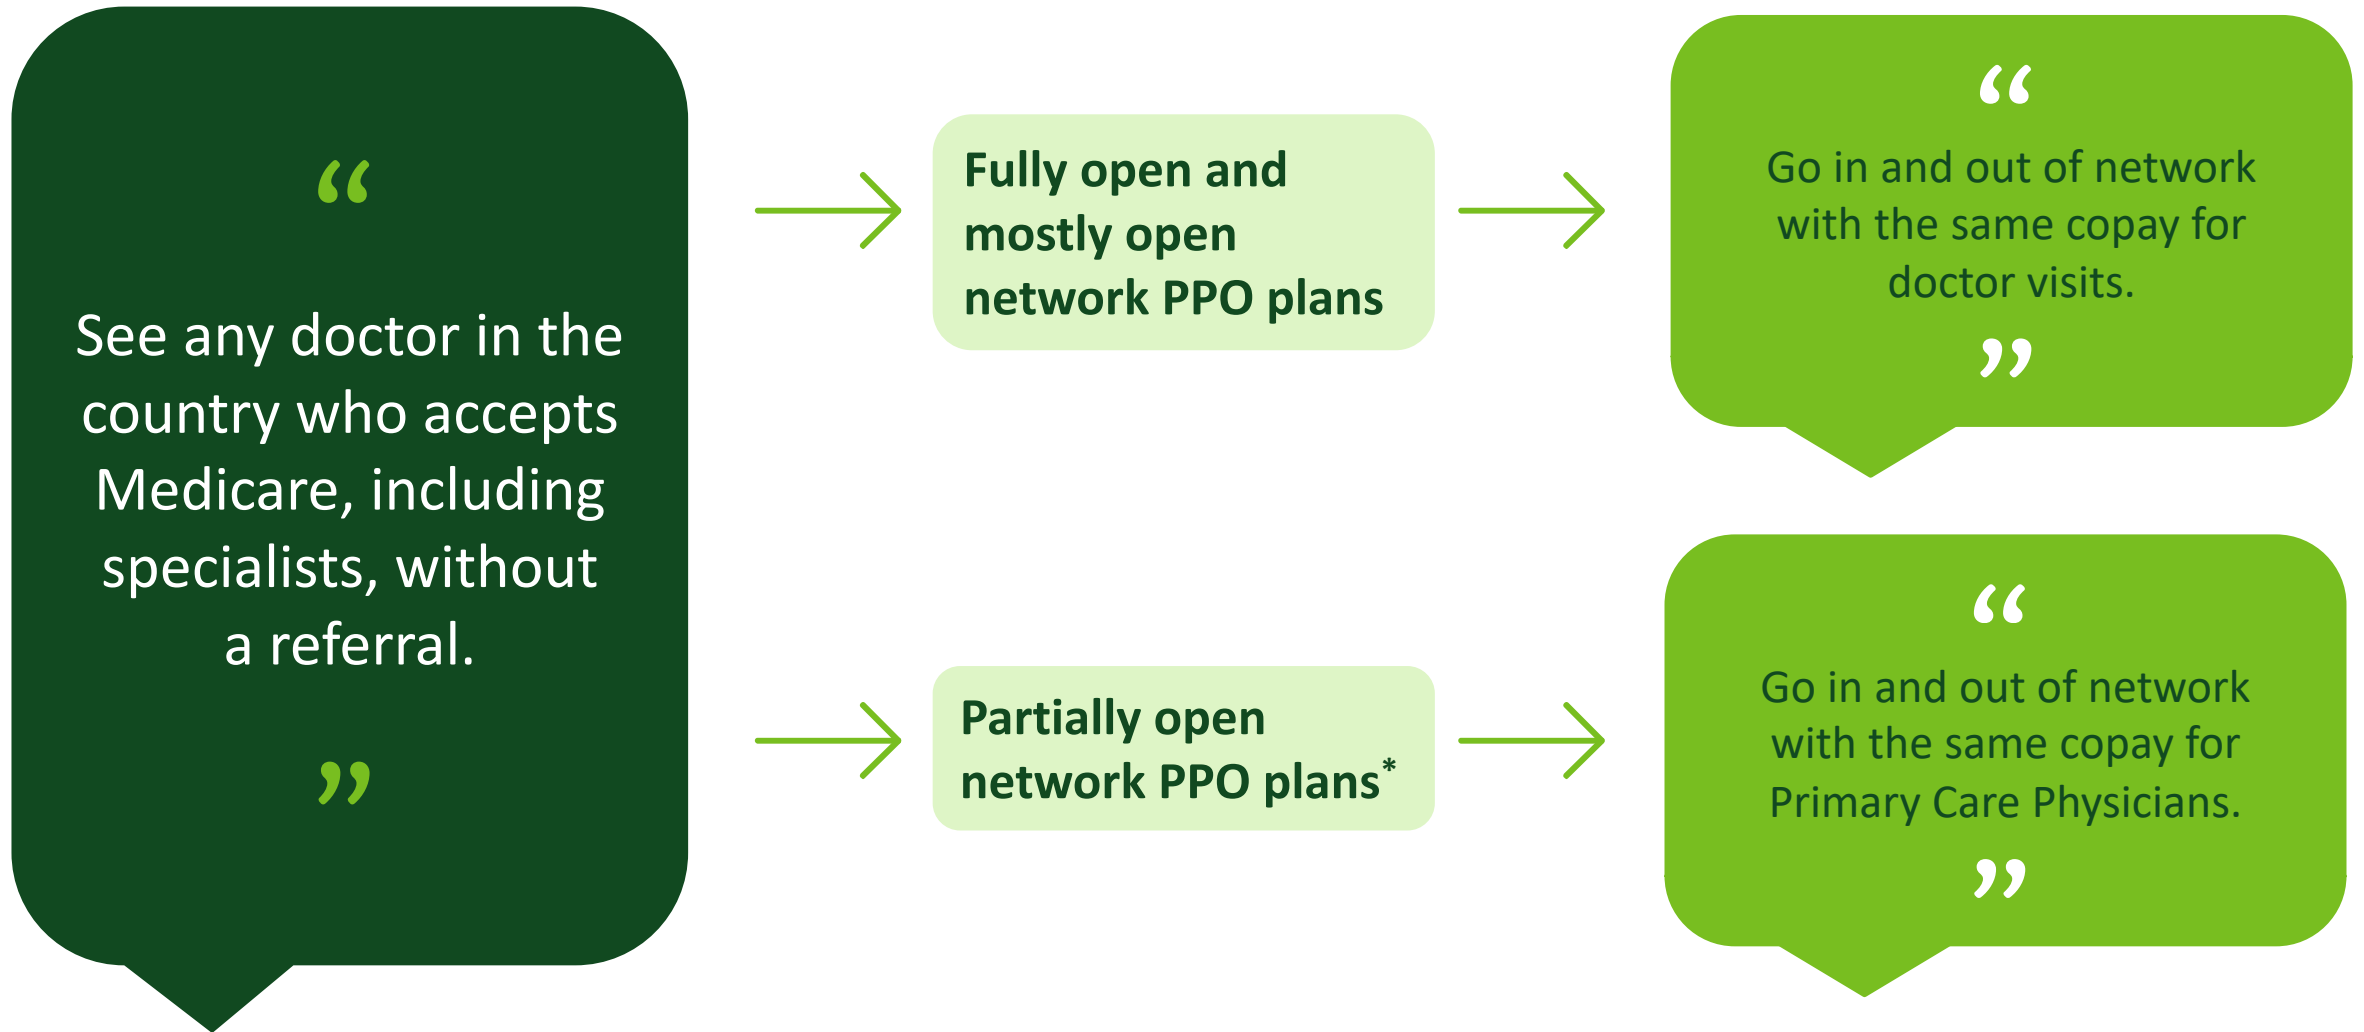 “
See any doctor in the
country who accepts
Medicare, including
specialists, without
a referral.
”
Fully open and
mostly open
network PPO plans
“
Go in and out of network
with the same copay for
doctor visits.
”
Partially open
network PPO plans*
“
Go in and out of network
with the same copay for
Primary Care Physicians.
”